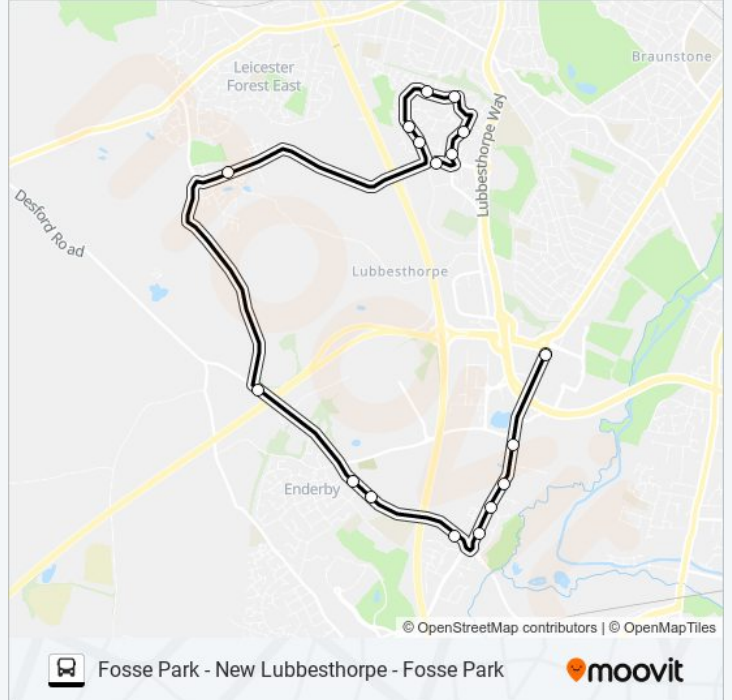 Braunstone
Leicester
Forest East
Lubbesthorpe Way
Desford Road
Lubbesthorpe
Enderby
© OpenStreetMap contributors | © OpenMapTiles
Fosse Park - New Lubbesthorpe - Fosse Park
moovit